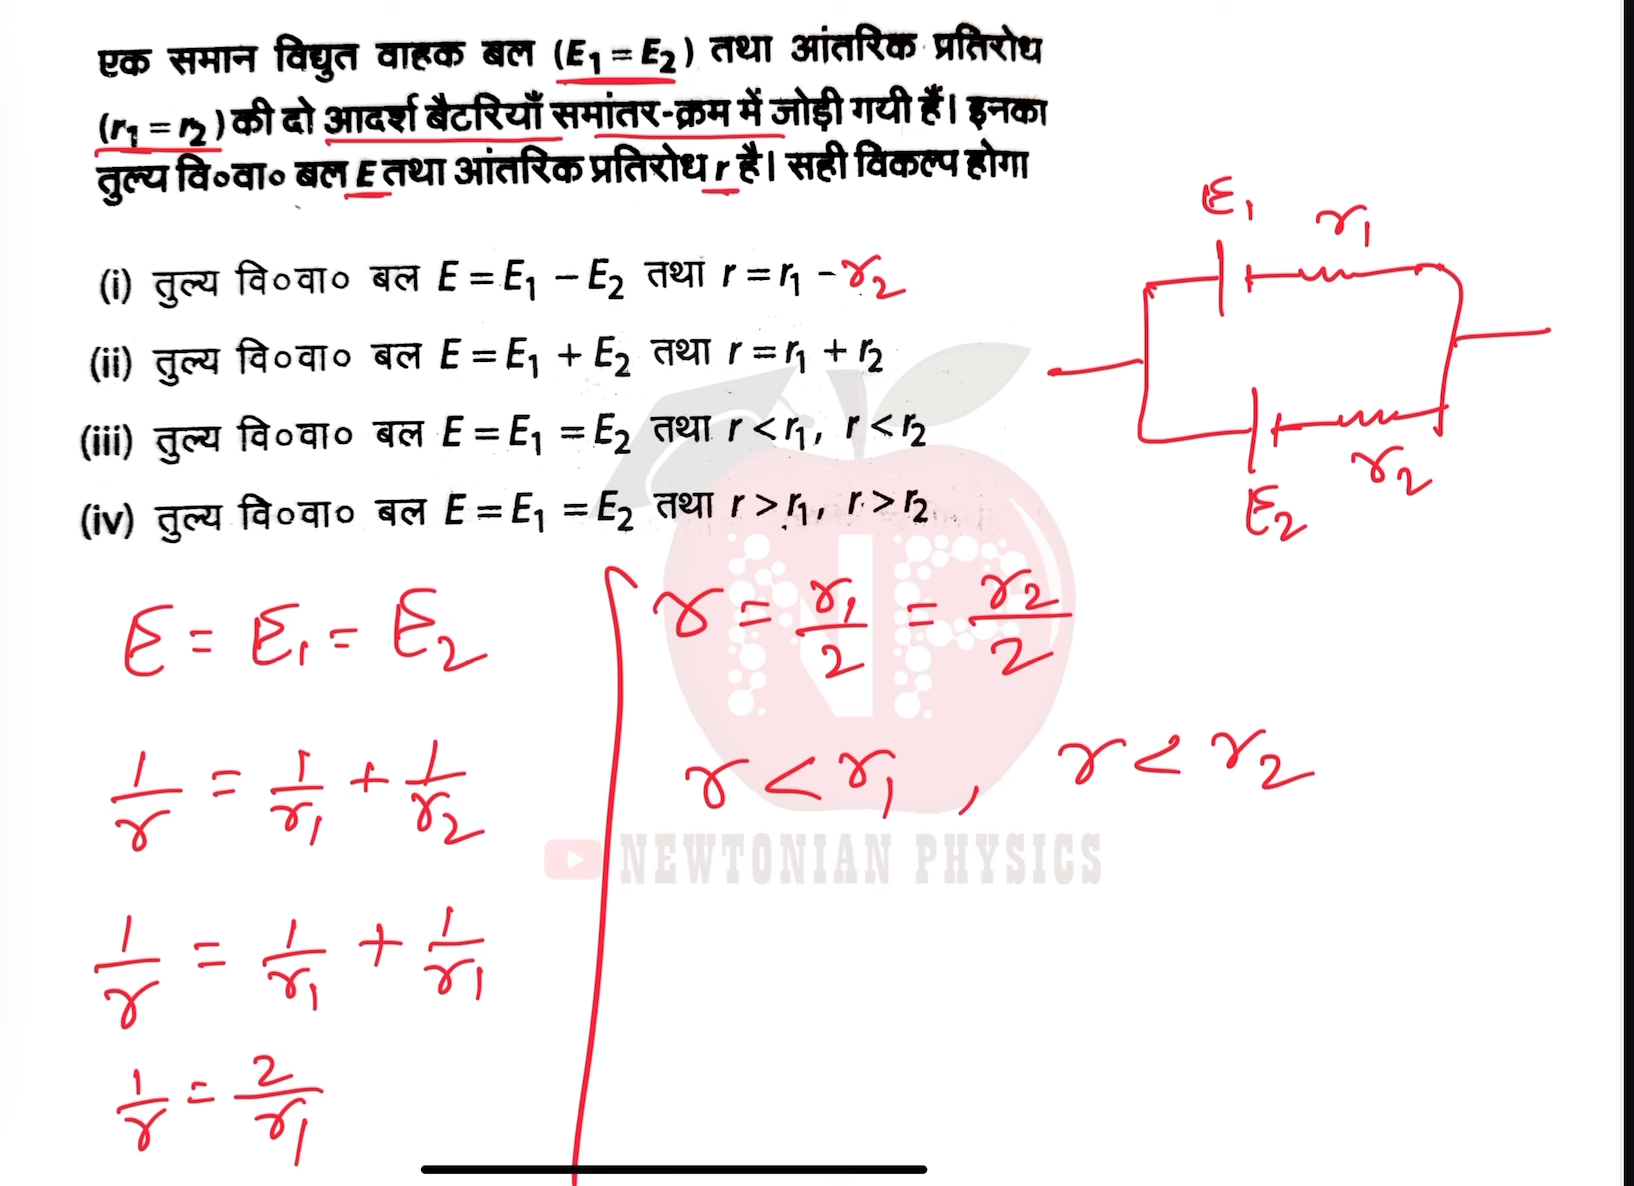 एक समान विद्युत वाहक बल (E₁ = E₂) तथा आंतरिक प्रतिरोध
(r₁ = r₂) की दो आदर्श बैटरियाँ समांतर-क्रम में जोड़ी गयी हैं। इनका
तुल्य वि०वा० बल E तथा आंतरिक प्रतिरोध r है। सही विकल्प होगा
(i) तुल्य वि०वा० बल E = E₁ − E₂ तथा r = r₁ − r₂
(ii) तुल्य वि०वा० बल E = E₁ + E₂ तथा r = r₁ + r₂
(iii) तुल्य वि०वा० बल E = E₁ = E₂ तथा r < r₁, r < r₂
(iv) तुल्य वि०वा० बल E = E₁ = E₂ तथा r > r₁, r > r₂
E₁
r₁
r₂
E₂
E = E₁ = E₂
1/r = 1/r₁ + 1/r₂
1/r = 1/r₁ + 1/r₁
1/r = 2/r₁
r = r₁/2 = r₂/2
r < r₁ , r < r₂
NP
NEWTONIAN PHYSICS